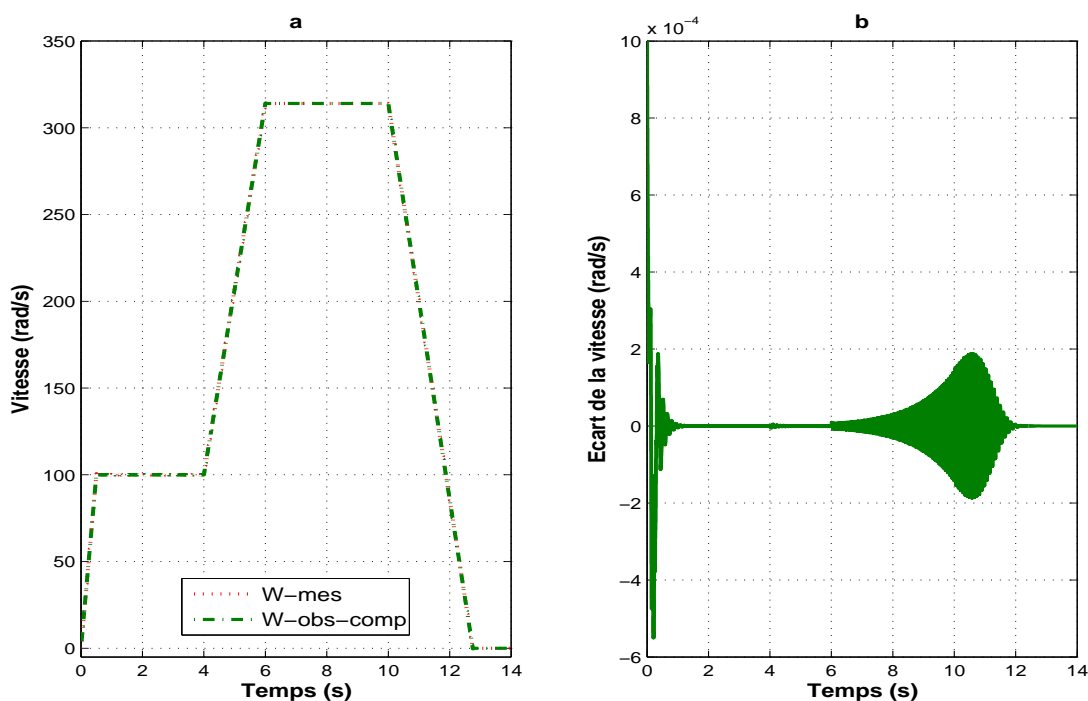 a
350
300
250
200
150
100
50
0
0 2 4 6 8 10 12 14
Vitesse (rad/s)
Temps (s)
W−mes
W−obs−comp
b
x 10−4
10
8
6
4
2
0
−2
−4
−6
0 2 4 6 8 10 12 14
Ecart de la vitesse (rad/s)
Temps (s)